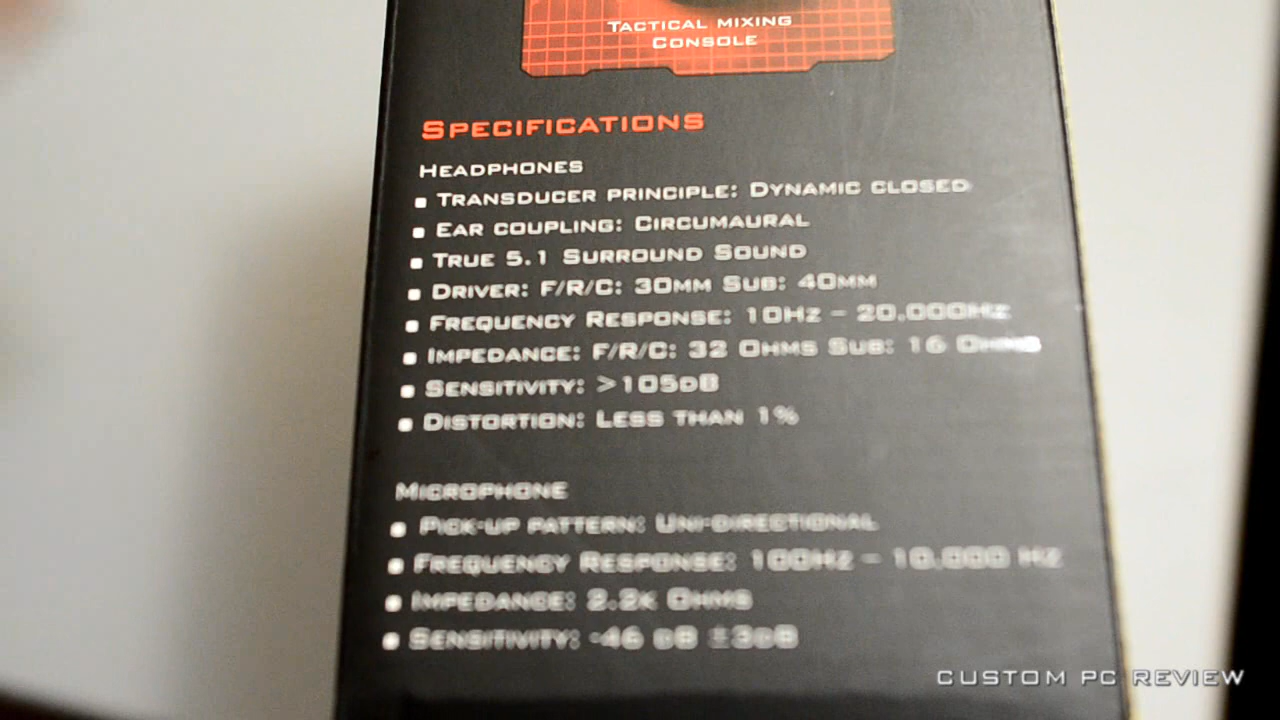 Tactical mixing
Console
Specifications
Headphones
Transducer principle: Dynamic closed
Ear coupling: Circumaural
True 5.1 Surround Sound
Driver: F/R/C: 30mm Sub: 40mm
Frequency Response: 10Hz – 20,000Hz
Impedance: F/R/C: 32 Ohms Sub: 16 Ohms
Sensitivity: >105dB
Distortion: Less than 1%
Microphone
Pick-up pattern: Uni-directional
Frequency Response: 100Hz – 10,000 Hz
Impedance: 2.2k Ohms
Sensitivity: -46 dB ±3dB
CUSTOM PC REVIEW